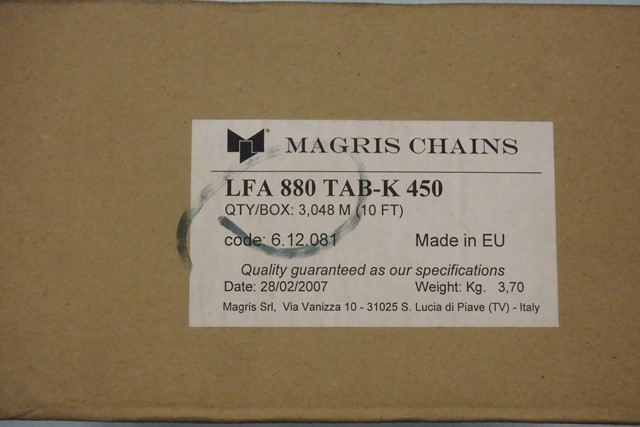 MAGRIS CHAINS
LFA 880 TAB-K 450
QTY/BOX: 3,048 M (10 FT)
code: 6.12.081 Made in EU
Quality guaranteed as our specifications
Date: 28/02/2007 Weight: Kg. 3,70
Magris Srl, Via Vanizza 10 - 31025 S. Lucia di Piave (TV) - Italy